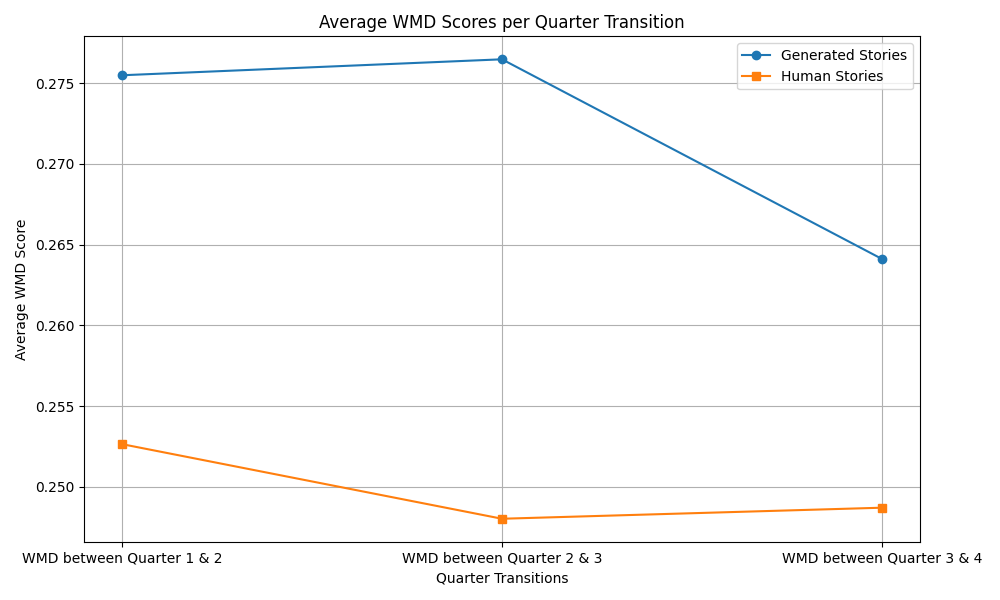 Average WMD Scores per Quarter Transition
Generated Stories
Human Stories
Average WMD Score
0.275
0.270
0.265
0.260
0.255
0.250
WMD between Quarter 1 & 2
WMD between Quarter 2 & 3
WMD between Quarter 3 & 4
Quarter Transitions